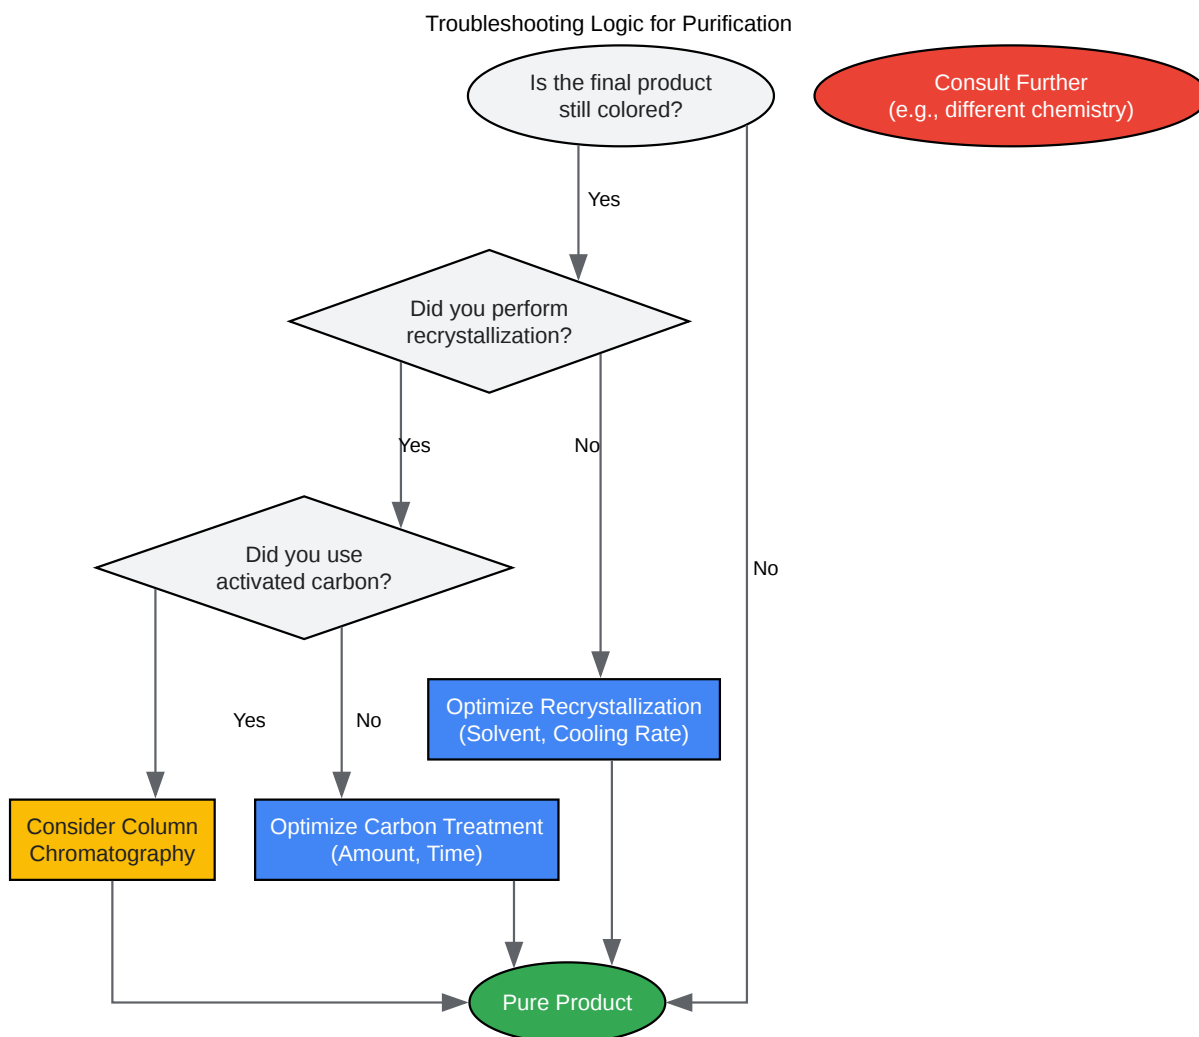 Troubleshooting Logic for Purification
Is the final product
still colored?
Consult Further
(e.g., different chemistry)
Yes
Did you perform
recrystallization?
Yes
No
Did you use
activated carbon?
No
Optimize Recrystallization
(Solvent, Cooling Rate)
Yes
No
Consider Column
Chromatography
Optimize Carbon Treatment
(Amount, Time)
Pure Product